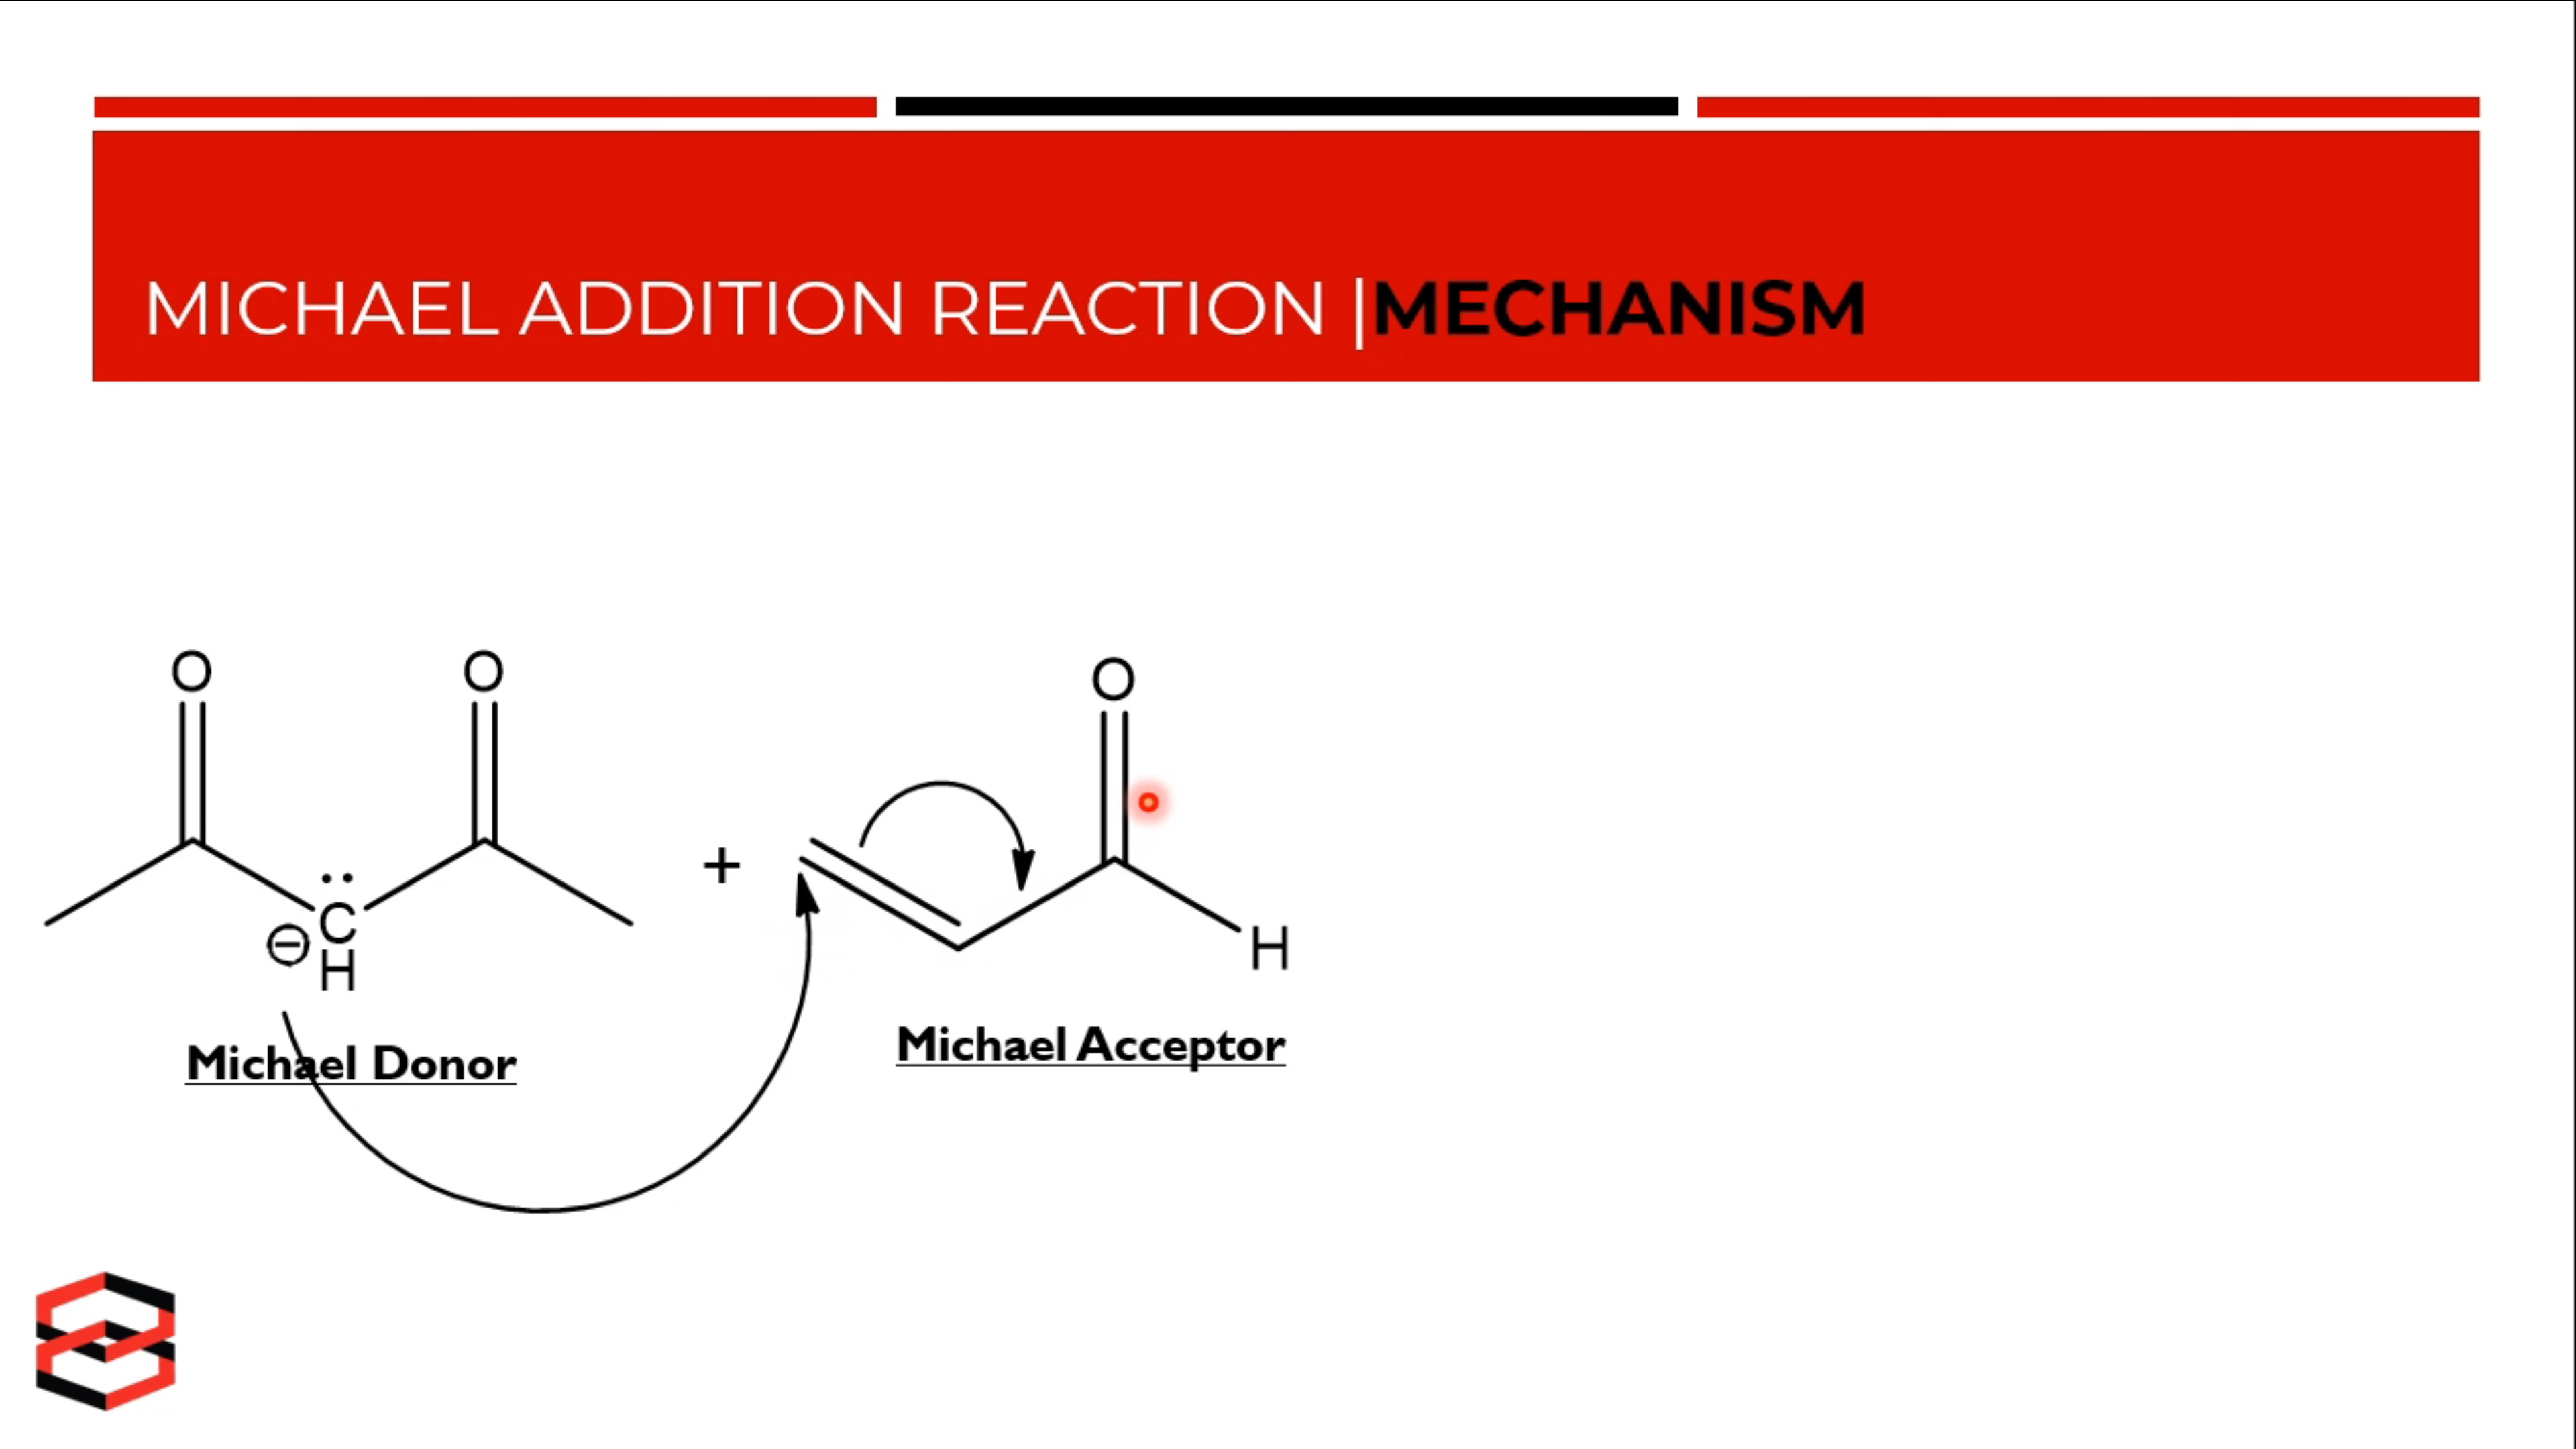 MICHAEL ADDITION REACTION |MECHANISM
O O O
+
⊖ C H
H
Michael Donor
Michael Acceptor